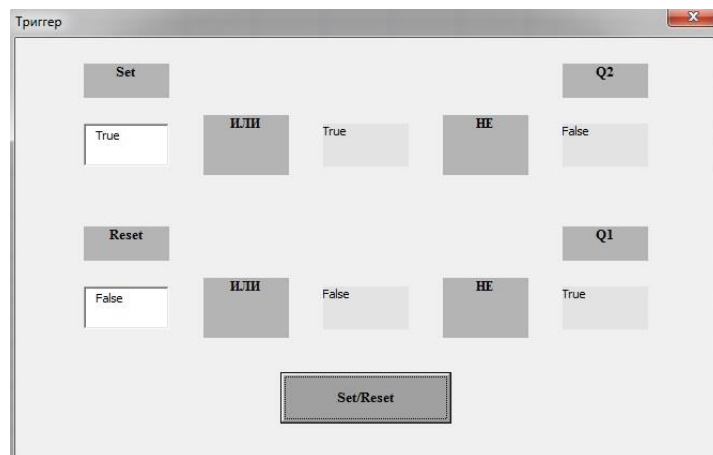 Триггер
Set
Q2
True
ИЛИ
True
НЕ
False
Reset
Q1
False
ИЛИ
False
НЕ
True
Set/Reset